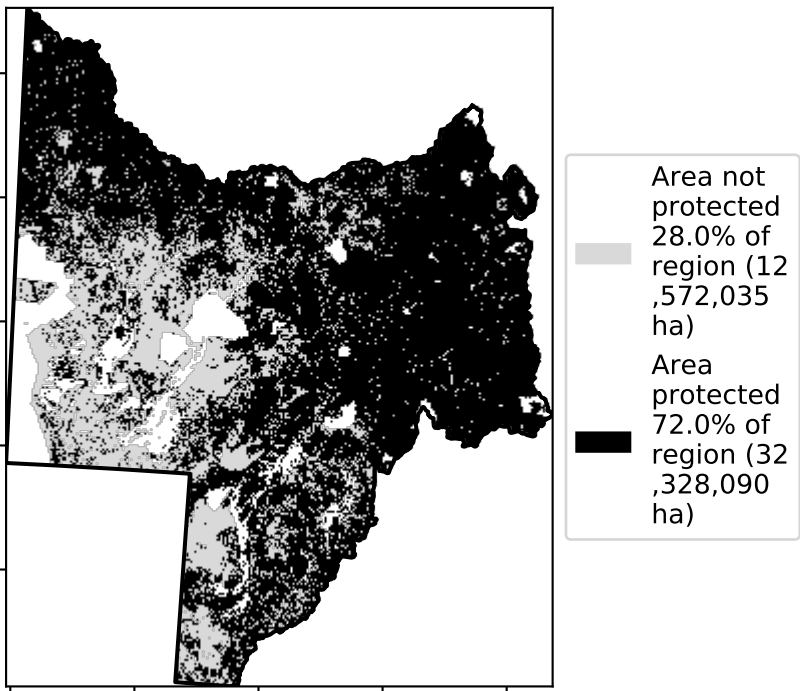 Area not
protected
28.0% of
region (12
,572,035
ha)
Area
protected
72.0% of
region (32
,328,090
ha)